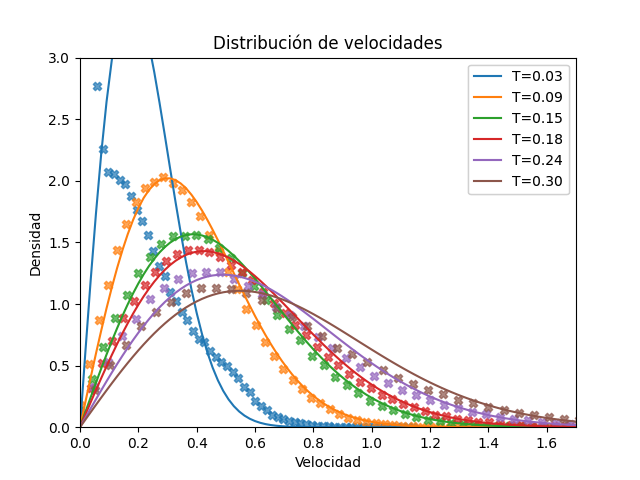 Distribución de velocidades
Densidad
3.0
2.5
2.0
1.5
1.0
0.5
0.0
T=0.03
T=0.09
T=0.15
T=0.18
T=0.24
T=0.30
0.0 0.2 0.4 0.6 0.8 1.0 1.2 1.4 1.6
Velocidad